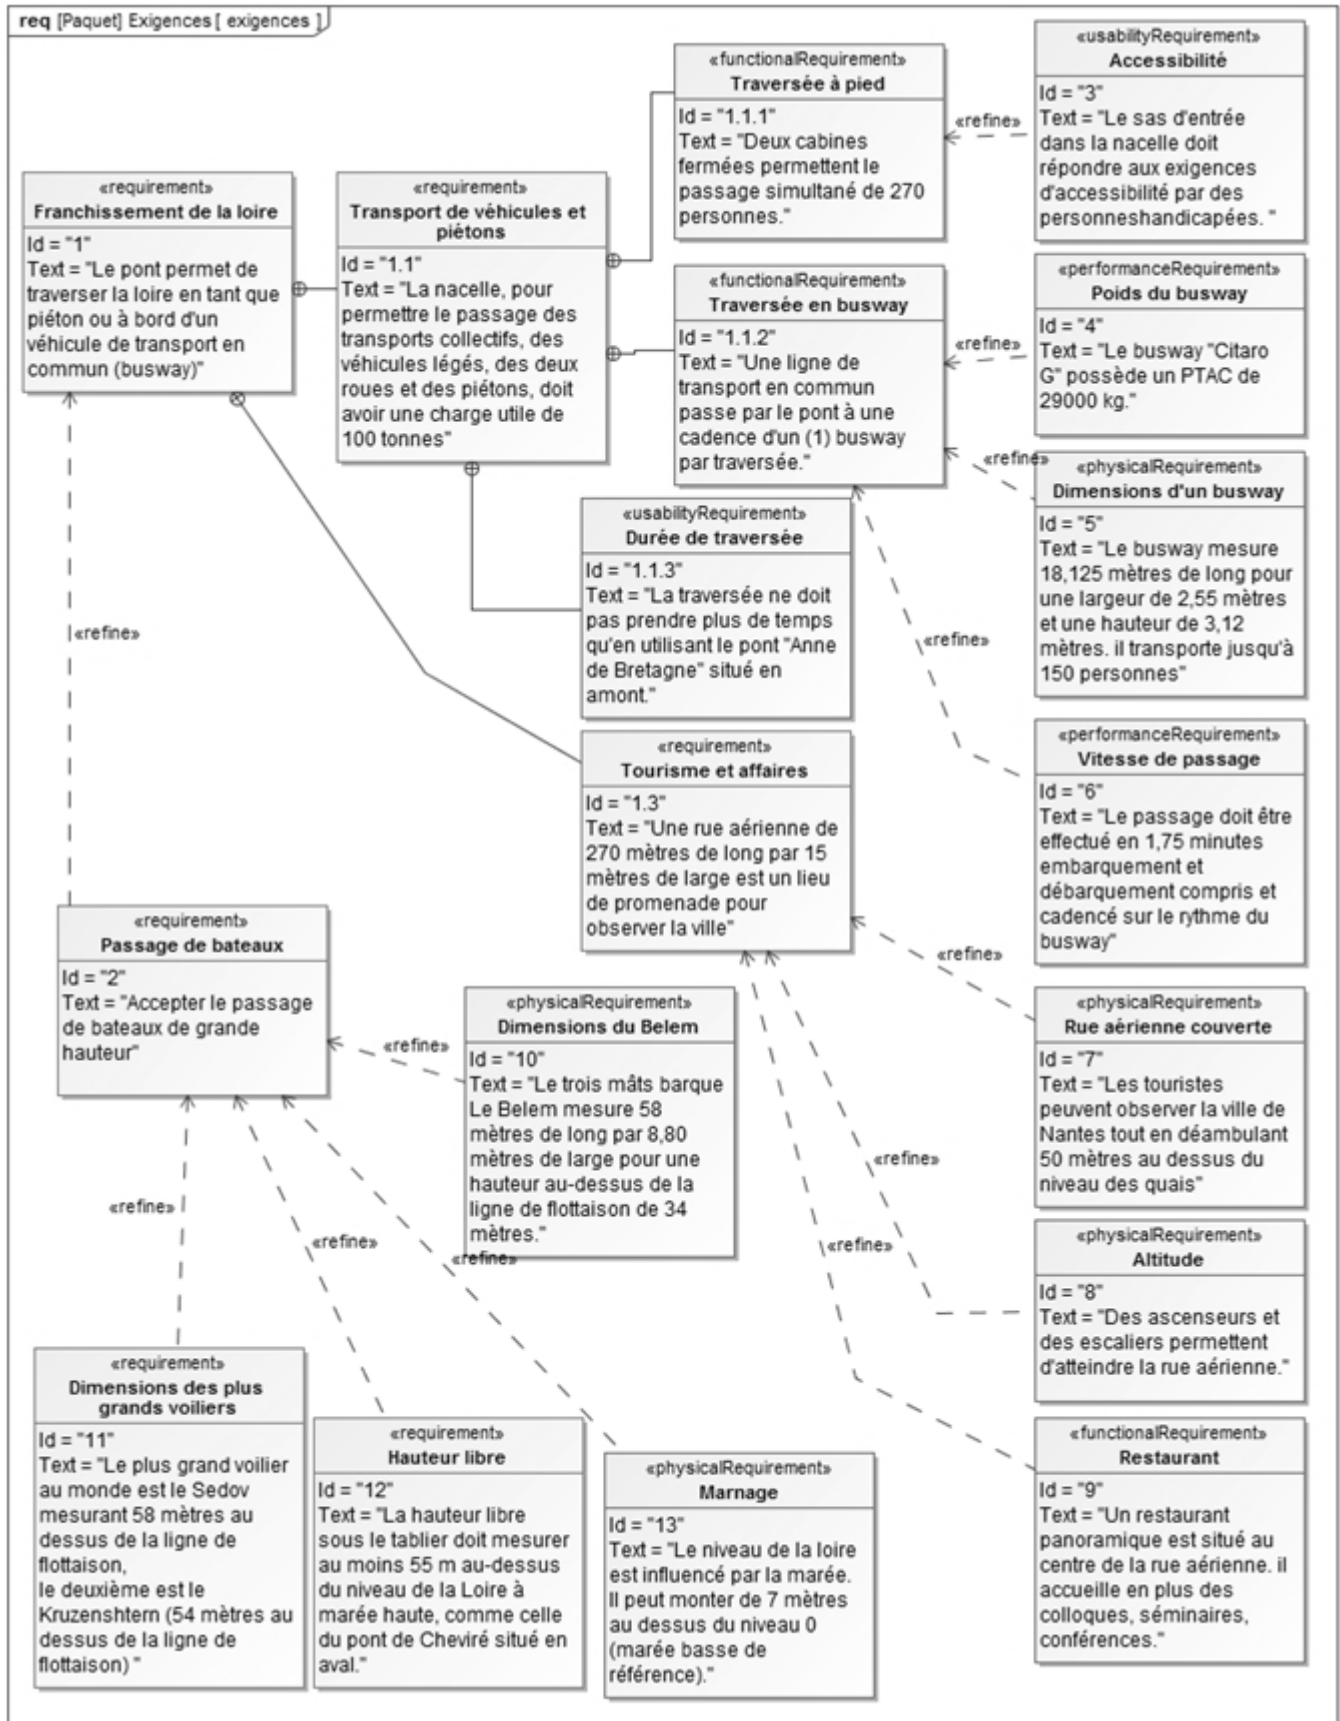 req [Paquet] Exigences [ exigences ]
«requirement»
Franchissement de la loire
Id = "1"
Text = "Le pont permet de
traverser la loire en tant que
piéton ou à bord d'un
véhicule de transport en
commun (busway)"
«requirement»
Transport de véhicules et
piétons
Id = "1.1"
Text = "La nacelle, pour
permettre le passage des
transports collectifs, des
véhicules légés, des deux
roues et des piétons, doit
avoir une charge utile de
100 tonnes"
«functionalRequirement»
Traversée à pied
Id = "1.1.1"
Text = "Deux cabines
fermées permettent le
passage simultané de 270
personnes."
«refine»
«usabilityRequirement»
Accessibilité
Id = "3"
Text = "Le sas d'entrée
dans la nacelle doit
répondre aux exigences
d'accessibilité par des
personneshandicapées. "
«functionalRequirement»
Traversée en busway
Id = "1.1.2"
Text = "Une ligne de
transport en commun
passe par le pont à une
cadence d'un (1) busway
par traversée."
«refine»
«performanceRequirement»
Poids du busway
Id = "4"
Text = "Le busway "Citaro
G" possède un PTAC de
29000 kg."
«refine»
«physicalRequirement»
Dimensions d'un busway
Id = "5"
Text = "Le busway mesure
18,125 mètres de long pour
une largeur de 2,55 mètres
et une hauteur de 3,12
mètres. il transporte jusqu'à
150 personnes"
«usabilityRequirement»
Durée de traversée
Id = "1.1.3"
Text = "La traversée ne doit
pas prendre plus de temps
qu'en utilisant le pont "Anne
de Bretagne" situé en
amont."
«refine»
«refine»
«performanceRequirement»
Vitesse de passage
Id = "6"
Text = "Le passage doit être
effectué en 1,75 minutes
embarquement et
débarquement compris et
cadencé sur le rythme du
busway"
«requirement»
Tourisme et affaires
Id = "1.3"
Text = "Une rue aérienne de
270 mètres de long par 15
mètres de large est un lieu
de promenade pour
observer la ville"
«refine»
«physicalRequirement»
Rue aérienne couverte
Id = "7"
Text = "Les touristes
peuvent observer la ville de
Nantes tout en déambulant
50 mètres au dessus du
niveau des quais"
«requirement»
Passage de bateaux
Id = "2"
Text = "Accepter le passage
de bateaux de grande
hauteur"
«refine»
«physicalRequirement»
Dimensions du Belem
Id = "10"
Text = "Le trois mâts barque
Le Belem mesure 58
mètres de long par 8,80
mètres de large pour une
hauteur au-dessus de la
ligne de flottaison de 34
mètres."
«refine»
«refine»
«refine»
«refine»
«refine»
«physicalRequirement»
Altitude
Id = "8"
Text = "Des ascenseurs et
des escaliers permettent
d'atteindre la rue aérienne."
«requirement»
Dimensions des plus
grands voiliers
Id = "11"
Text = "Le plus grand voilier
au monde est le Sedov
mesurant 58 mètres au
dessus de la ligne de
flottaison,
le deuxième est le
Kruzenshtern (54 mètres au
dessus de la ligne de
flottaison) "
«requirement»
Hauteur libre
Id = "12"
Text = "La hauteur libre
sous le tablier doit mesurer
au moins 55 m au-dessus
du niveau de la Loire à
marée haute, comme celle
du pont de Cheviré situé en
aval."
«physicalRequirement»
Marnage
Id = "13"
Text = "Le niveau de la loire
est influencé par la marée.
Il peut monter de 7 mètres
au dessus du niveau 0
(marée basse de
référence)."
«functionalRequirement»
Restaurant
Id = "9"
Text = "Un restaurant
panoramique est situé au
centre de la rue aérienne. il
accueille en plus des
colloques, séminaires,
conférences."